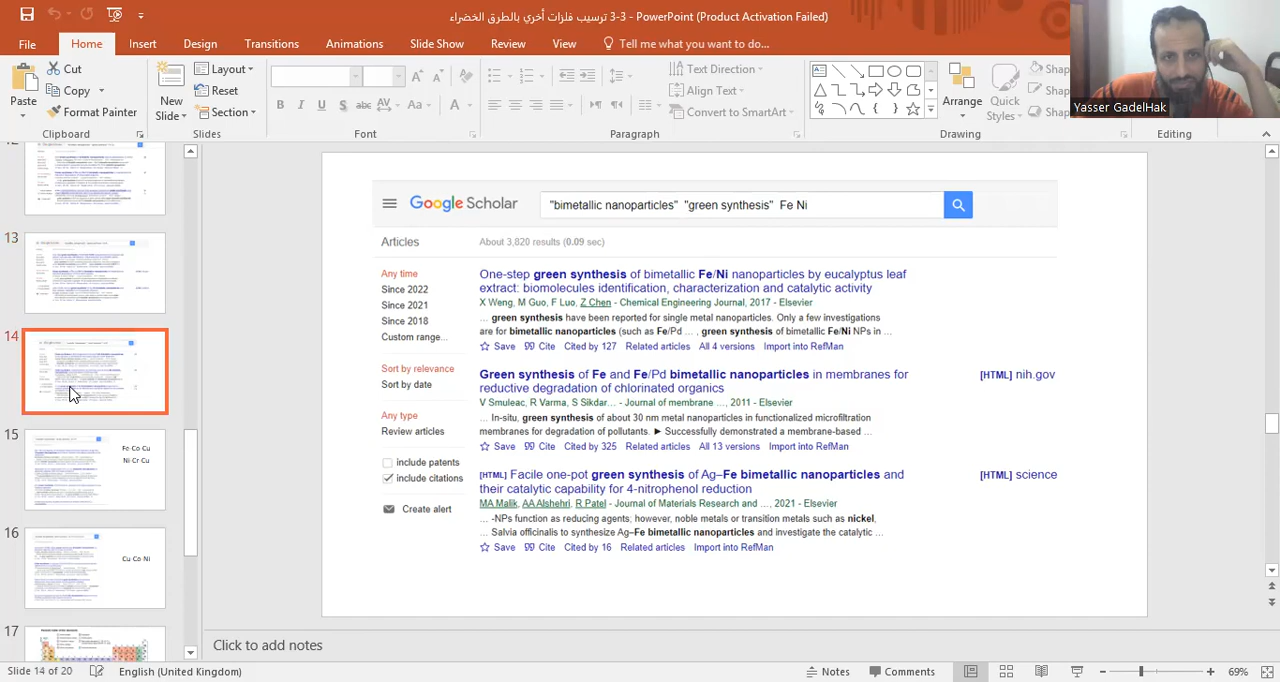 3-3 ترسيب فلزات أخري بالطرق الخضراء - PowerPoint (Product Activation Failed)
File Home Insert Design Transitions Animations Slide Show Review View Tell me what you want to do...
Paste
Cut
Copy
Format Painter
Clipboard
New
Slide
Layout
Reset
Section
Slides
B I U S abc AV Aa A
Font
Text Direction
Align Text
Convert to SmartArt
Paragraph
Arrange
Quick
Styles
Drawing
Editing
Yasser GadelHak
13
14
15
Fe Co Cu
Ni Cr Cu
16
Cu Co Ni
17
Google Scholar
"bimetallic nanoparticles" "green synthesis" Fe Ni
Articles
3,820 results (0.09 sec)
Any time
Since 2022
Since 2021
Since 2018
Custom range...
Sort by relevance
Sort by date
Any type
Review articles
include patents
include citations
Create alert
green synthesis of bimetallic Fe/Ni nanoparticles by eucalyptus leaf
extract: biomolecules identification, characterization and catalytic activity
X Weng, M Guo, F Luo, Z Chen - Chemical Engineering Journal, 2017 - Elsevier
... green synthesis have been reported for single metal nanoparticles. Only a few investigations
are for bimetallic nanoparticles (such as Fe/Pd ... , green synthesis of bimetallic Fe/Ni NPs in ...
Save Cite Cited by 127 Related articles All 4 versions Import into RefMan
Green synthesis of Fe and Fe/Pd bimetallic nanoparticles in membranes for
reductive degradation of chlorinated organics
[HTML] nih.gov
V Smuleac, R Varma, S Sikdar... - Journal of membrane ..., 2011 - Elsevier
... In-situ, green synthesis of about 30 nm metal nanoparticles in functionalized microfiltration
membranes for degradation of pollutants. ► Successfully demonstrated a membrane-based...
Save Cite Cited by 325 Related articles All 13 versions Import into RefMan
green synthesis of Ag–Fe bimetallic nanoparticles and
their catalytic capability for 4-nitrophenol reduction
[HTML] science
MA Malik, AA Alshehri, R Patel - Journal of Materials Research and ..., 2021 - Elsevier
... -NPs function as reducing agents; however, noble metals or transition metals such as nickel,
officinalis to synthesize Ag–Fe bimetallic nanoparticles and investigate the catalytic ...
Save Cite Cited by 16 Related articles Import into RefMan
Click to add notes
Slide 14 of 20 English (United Kingdom) Notes Comments 69%